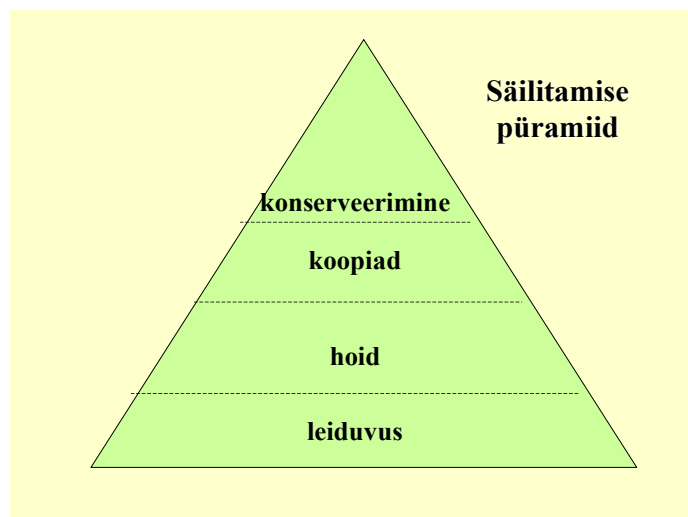 Säilitamise
püramiid
konserveerimine
koopiad
hoid
leiduvus